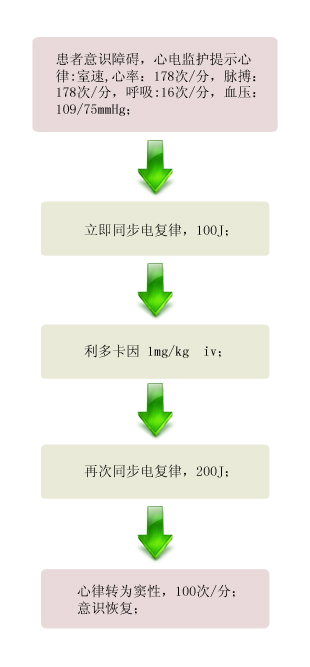 患者意识障碍，心电监护提示心
律:室速,心率：178次/分，脉搏：
178次/分，呼吸:16次/分，血压：
109/75mmHg；
立即同步电复律，100J；
利多卡因 1mg/kg  iv；
再次同步电复律，200J；
心律转为窦性，100次/分；
意识恢复；